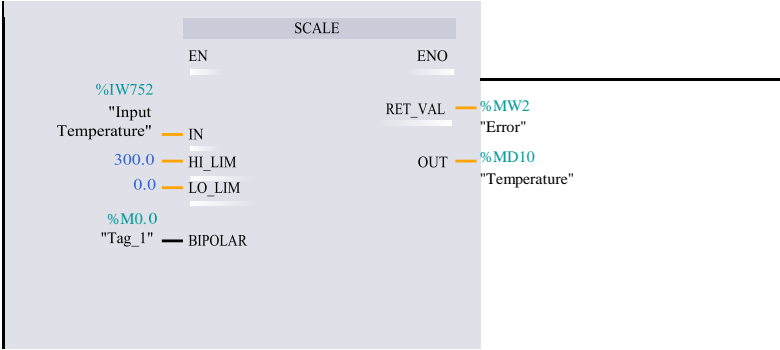 SCALE
EN
ENO
%IW752
"Input
Temperature"
IN
300.0
HI_LIM
0.0
LO_LIM
%M0.0
"Tag_1"
BIPOLAR
RET_VAL
%MW2
"Error"
OUT
%MD10
"Temperature"